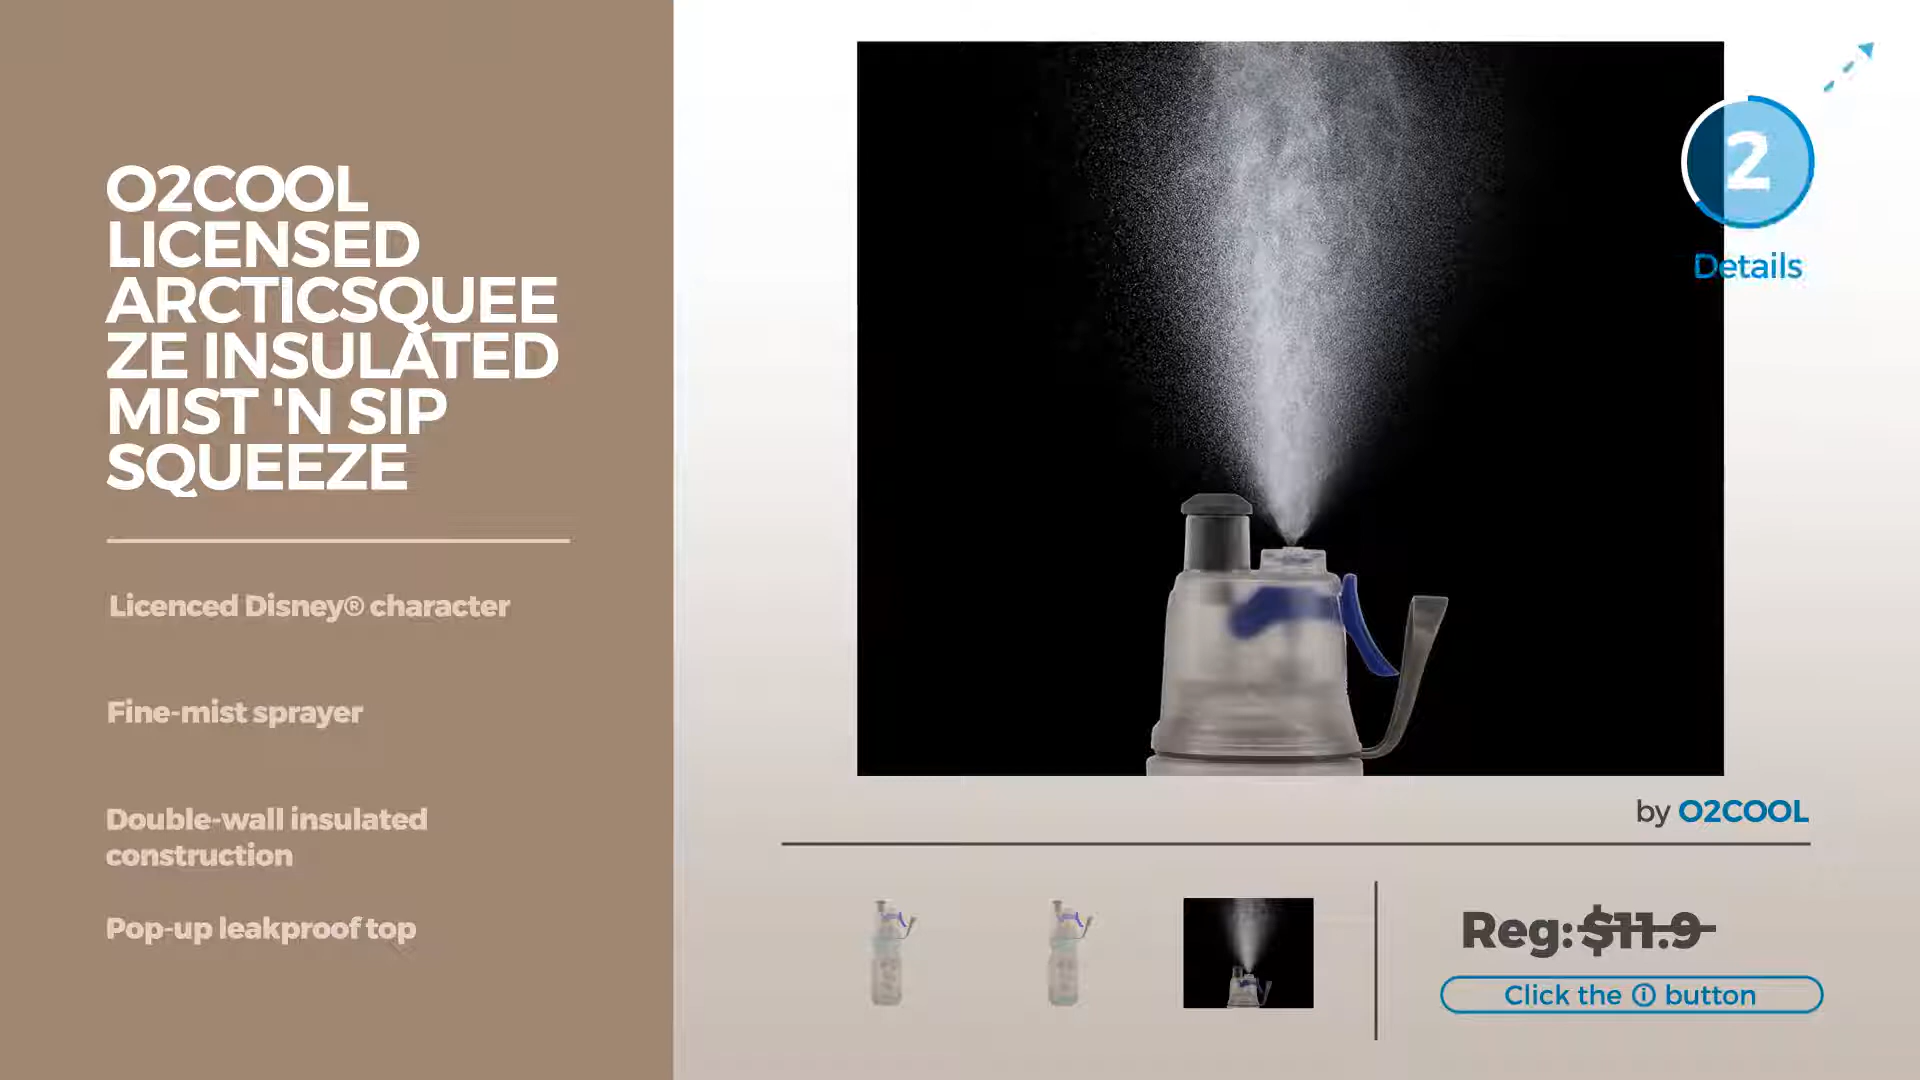 O2COOL
LICENSED
ARCTICSQUEE
ZE INSULATED
MIST 'N SIP
SQUEEZE
Licenced Disney® character
Fine-mist sprayer
Double-wall insulated
construction
Pop-up leakproof top
2
Details
by O2COOL
Reg: $11.9
Click the ⓘ button